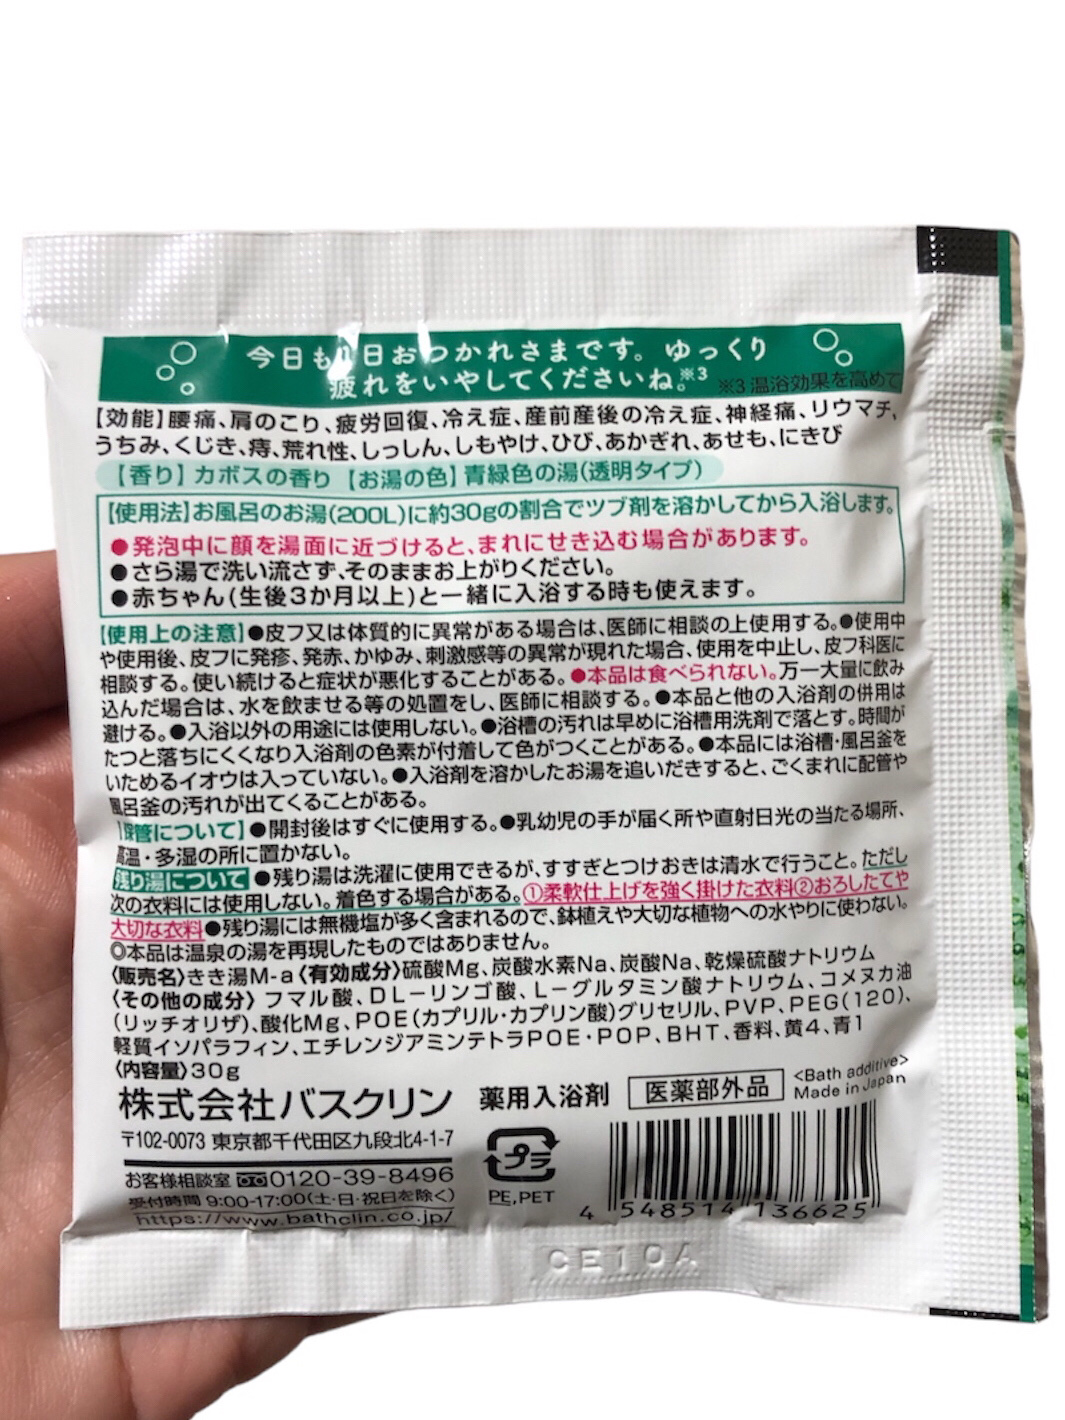 今日も1日おつかれさまです。ゆっくり
疲れをいやしてくださいね。※3
※3 温浴効果を高めて
【効能】腰痛、肩のこり、疲労回復、冷え症、産前産後の冷え症、神経痛、リウマチ、
うちみ、くじき、痔、荒れ性、しっしん、しもやけ、ひび、あかぎれ、あせも、にきび
【香り】カボスの香り 【お湯の色】青緑色の湯(透明タイプ)
【使用法】お風呂のお湯(200L)に約30gの割合でツブ剤を溶かしてから入浴します。
●発泡中に顔を湯面に近づけると、まれにせき込む場合があります。
●さら湯で洗い流さず、そのままお上がりください。
●赤ちゃん(生後3か月以上)と一緒に入浴する時も使えます。
【使用上の注意】●皮フ又は体質的に異常がある場合は、医師に相談の上使用する。●使用中
や使用後、皮フに発疹、発赤、かゆみ、刺激感等の異常が現れた場合、使用を中止し、皮フ科医に
相談する。使い続けると症状が悪化することがある。●本品は食べられない。万一大量に飲み
込んだ場合は、水を飲ませる等の処置をし、医師に相談する。●本品と他の入浴剤の併用は
避ける。●入浴以外の用途には使用しない。●浴槽の汚れは早めに浴槽用洗剤で落とす。時間が
たつと落ちにくくなり入浴剤の色素が付着して色がつくことがある。●本品には浴槽・風呂釜を
いためるイオウは入っていない。●入浴剤を溶かしたお湯を追いだきすると、ごくまれに配管や
風呂釜の汚れが出てくることがある。
【保管について】●開封後はすぐに使用する。●乳幼児の手が届く所や直射日光の当たる場所、
高温・多湿の所に置かない。
残り湯について ●残り湯は洗濯に使用できるが、すすぎとつけおきは清水で行うこと。ただし
次の衣料には使用しない。着色する場合がある。①柔軟仕上げを強く掛けた衣料②おろしたてや
大切な衣料●残り湯には無機塩が多く含まれるので、鉢植えや大切な植物への水やりに使わない。
◎本品は温泉の湯を再現したものではありません。
〈販売名〉きき湯M-a〈有効成分〉硫酸Mg、炭酸水素Na、炭酸Na、乾燥硫酸ナトリウム
〈その他の成分〉フマル酸、DL-リンゴ酸、L-グルタミン酸ナトリウム、コメヌカ油
(リッチオリザ)、酸化Mg、POE(カプリル・カプリン酸)グリセリル、PVP、PEG(120)、
軽質イソパラフィン、エチレンジアミンテトラPOE・POP、BHT、香料、黄4、青1
〈内容量〉30g
株式会社バスクリン 薬用入浴剤 医薬部外品 <Bath additive>
Made in Japan
〒102-0073 東京都千代田区九段北4-1-7
お客様相談室 0120-39-8496
受付時間 9:00-17:00(土・日・祝日を除く)
https://www.bathclin.co.jp/
プラ
PE,PET
4 548514 136625
CE10A